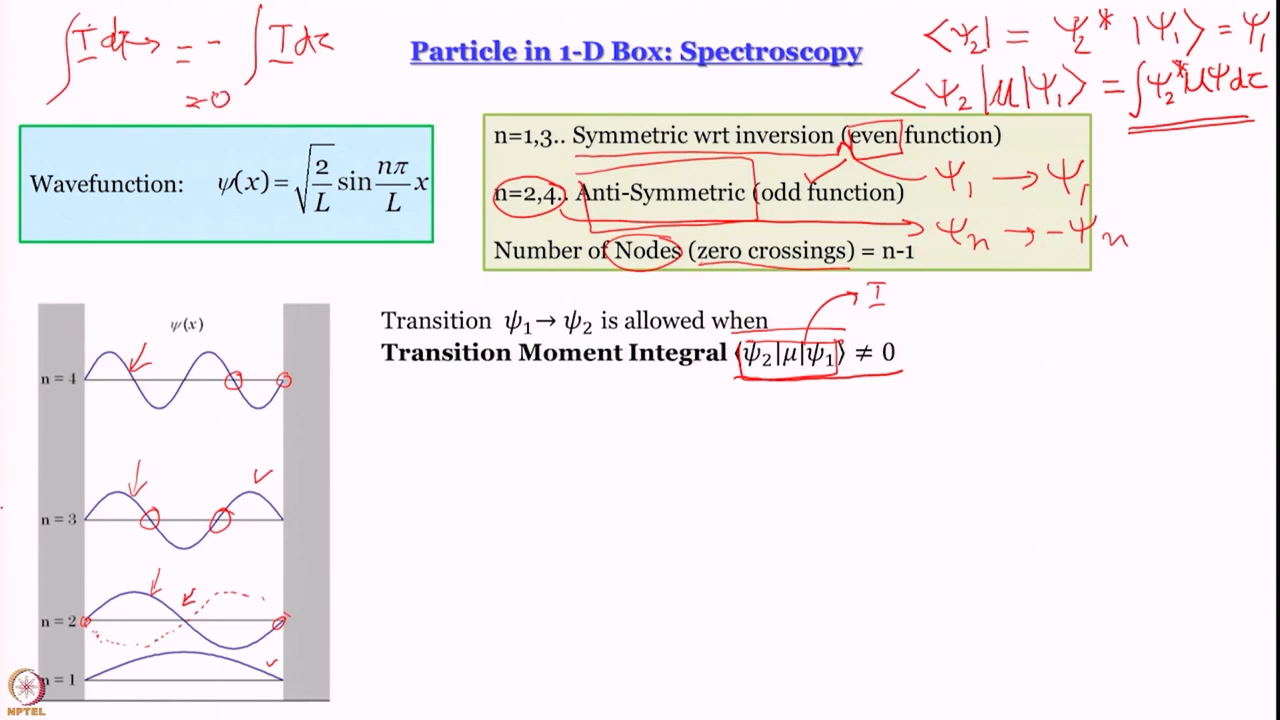 ∫ I dτ → = - ∫ I dτ
= 0
Particle in 1-D Box: Spectroscopy
⟨ψ₂| = ψ₂* |ψ₁⟩ = ψ₁
⟨ψ₂|μ|ψ₁⟩ = ∫ψ₂*μψdτ
Wavefunction: ψ(x) = √(2/L) sin nπ/L x
n=1,3.. Symmetric wrt inversion (even function)
ψ₁ → ψ₁
n=2,4.. Anti-Symmetric (odd function)
ψₙ → -ψₙ
Number of Nodes (zero crossings) = n-1
I
Transition ψ₁→ ψ₂ is allowed when
Transition Moment Integral ⟨ψ₂|μ|ψ₁⟩ ≠ 0
ψ(x)
n = 4
n = 3
n = 2
n = 1
NPTEL